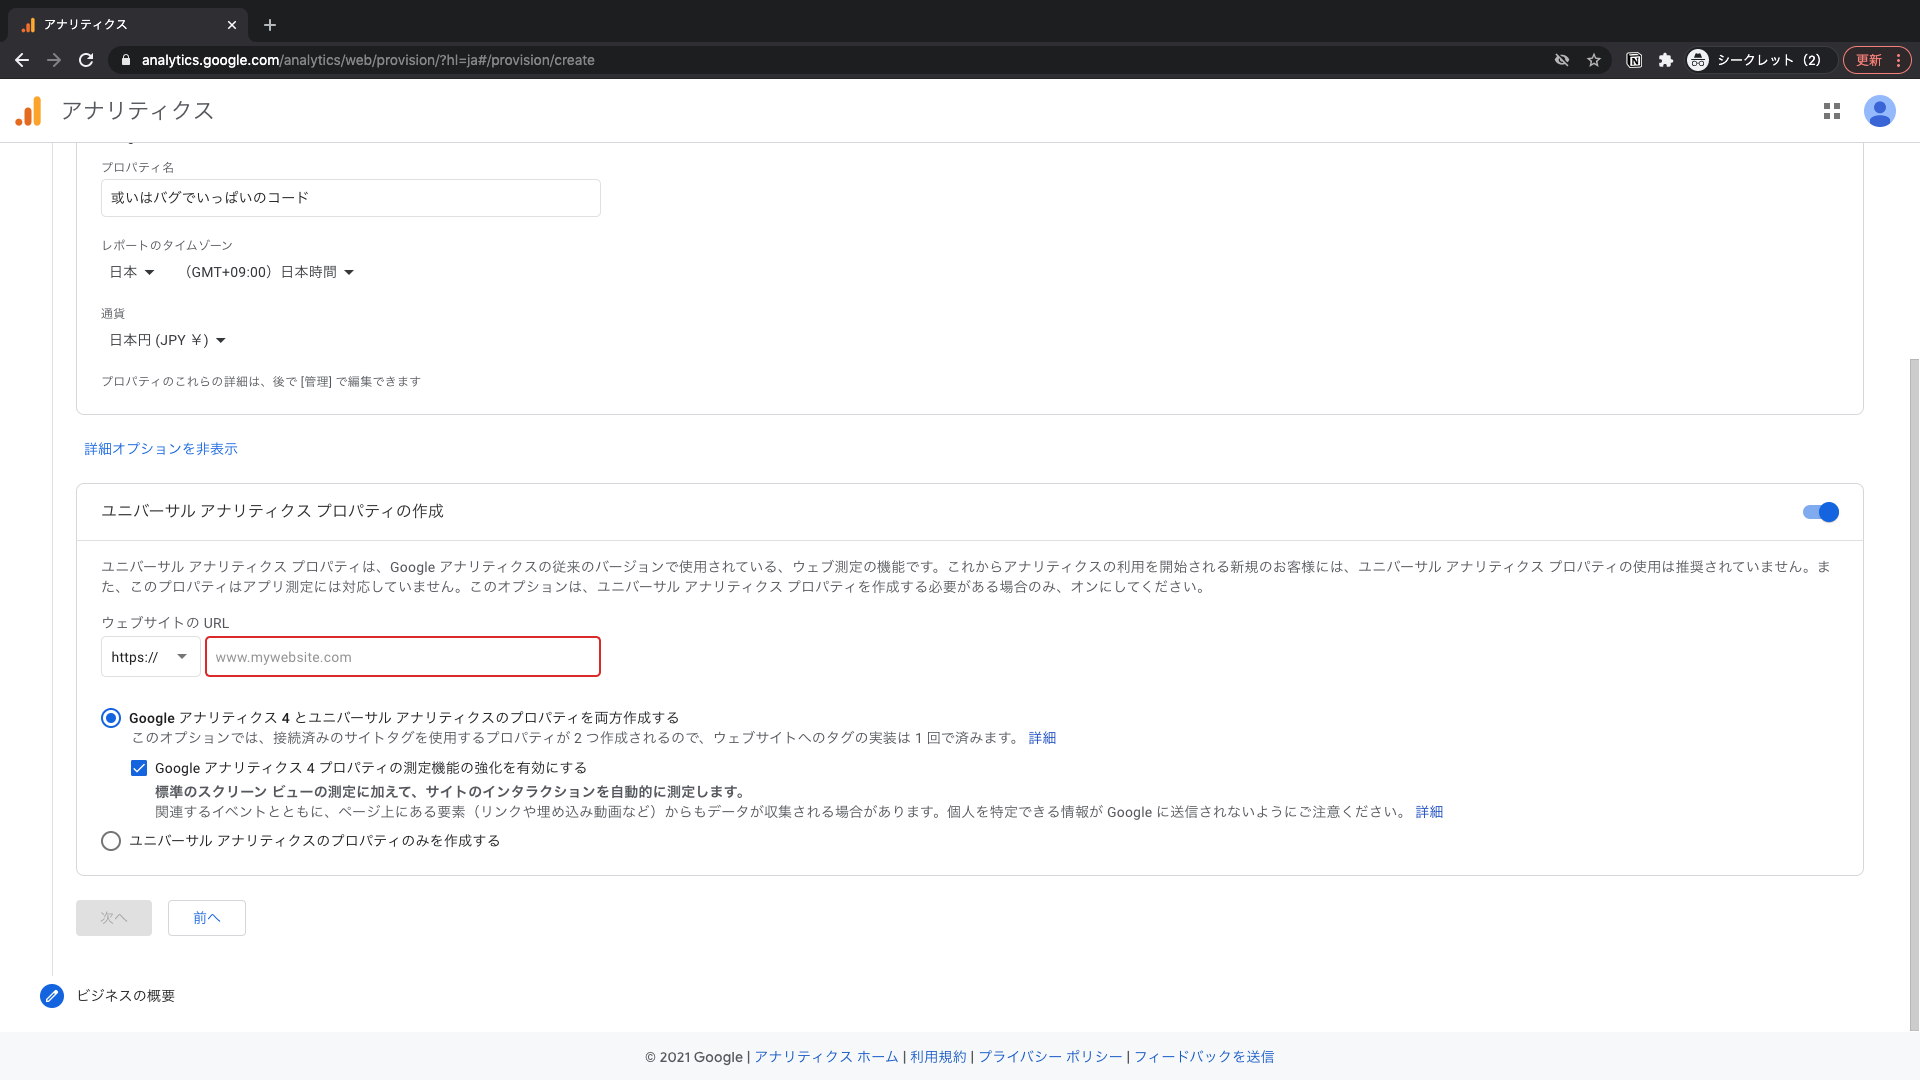 アナリティクス
analytics.google.com/analytics/web/provision/?hl=ja#/provision/create
シークレット（2）
更新
アナリティクス
プロパティ名
或いはバグでいっぱいのコード
レポートのタイムゾーン
日本 （GMT+09:00）日本時間
通貨
日本円 (JPY ￥)
プロパティのこれらの詳細は、後で [管理] で編集できます
詳細オプションを非表示
ユニバーサル アナリティクス プロパティの作成
ユニバーサル アナリティクス プロパティは、Google アナリティクスの従来のバージョンで使用されている、ウェブ測定の機能です。これからアナリティクスの利用を開始される新規のお客様には、ユニバーサル アナリティクス プロパティの使用は推奨されていません。ま
た、このプロパティはアプリ測定には対応していません。このオプションは、ユニバーサル アナリティクス プロパティを作成する必要がある場合のみ、オンにしてください。
ウェブサイトの URL
https:// www.mywebsite.com
Google アナリティクス 4 とユニバーサル アナリティクスのプロパティを両方作成する
このオプションでは、接続済みのサイトタグを使用するプロパティが 2 つ作成されるので、ウェブサイトへのタグの実装は 1 回で済みます。 詳細
Google アナリティクス 4 プロパティの測定機能の強化を有効にする
標準のスクリーン ビューの測定に加えて、サイトのインタラクションを自動的に測定します。
関連するイベントとともに、ページ上にある要素（リンクや埋め込み動画など）からもデータが収集される場合があります。個人を特定できる情報が Google に送信されないようにご注意ください。 詳細
ユニバーサル アナリティクスのプロパティのみを作成する
次へ 前へ
ビジネスの概要
© 2021 Google | アナリティクス ホーム | 利用規約 | プライバシー ポリシー | フィードバックを送信